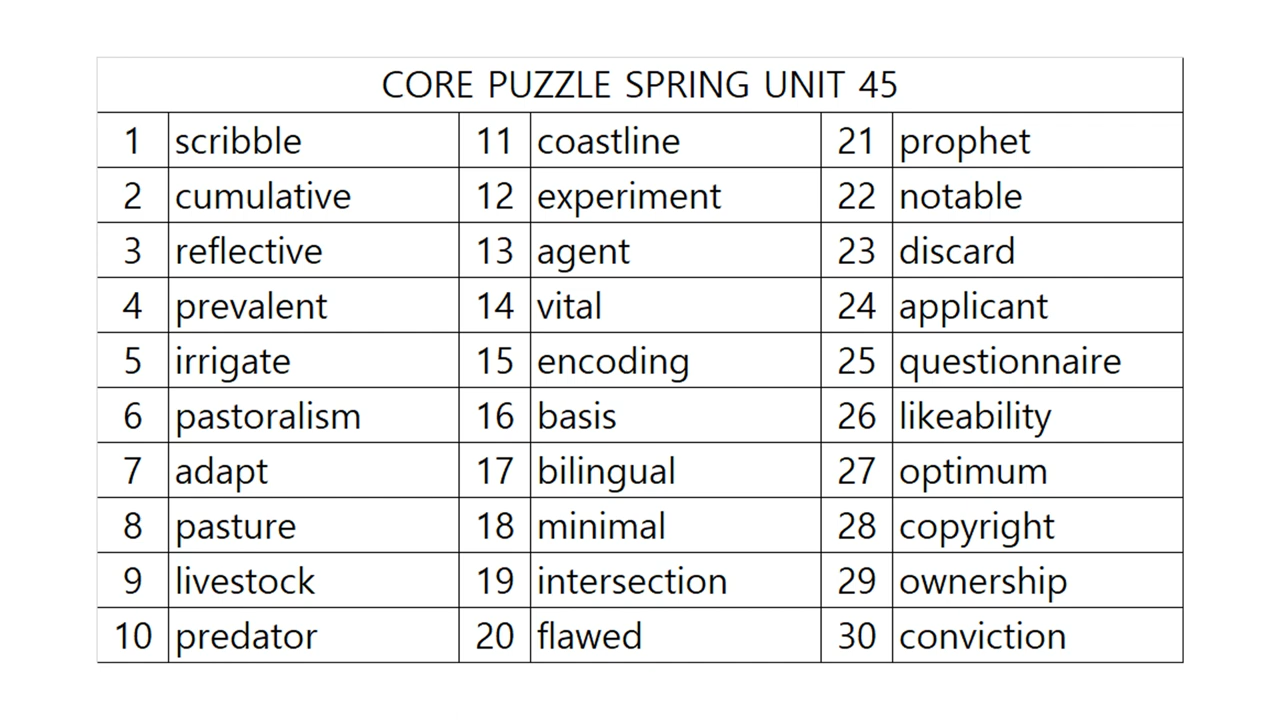 CORE PUZZLE SPRING UNIT 45
1 scribble 11 coastline 21 prophet
2 cumulative 12 experiment 22 notable
3 reflective 13 agent 23 discard
4 prevalent 14 vital 24 applicant
5 irrigate 15 encoding 25 questionnaire
6 pastoralism 16 basis 26 likeability
7 adapt 17 bilingual 27 optimum
8 pasture 18 minimal 28 copyright
9 livestock 19 intersection 29 ownership
10 predator 20 flawed 30 conviction